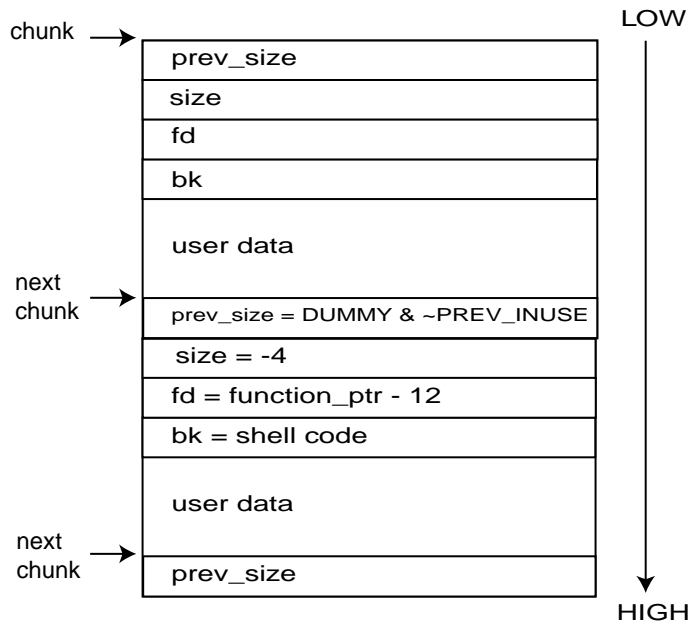 LOW
chunk
prev_size
size
fd
bk
user data
next
chunk
prev_size = DUMMY & ~PREV_INUSE
size = -4
fd = function_ptr - 12
bk = shell code
user data
next
chunk
prev_size
HIGH